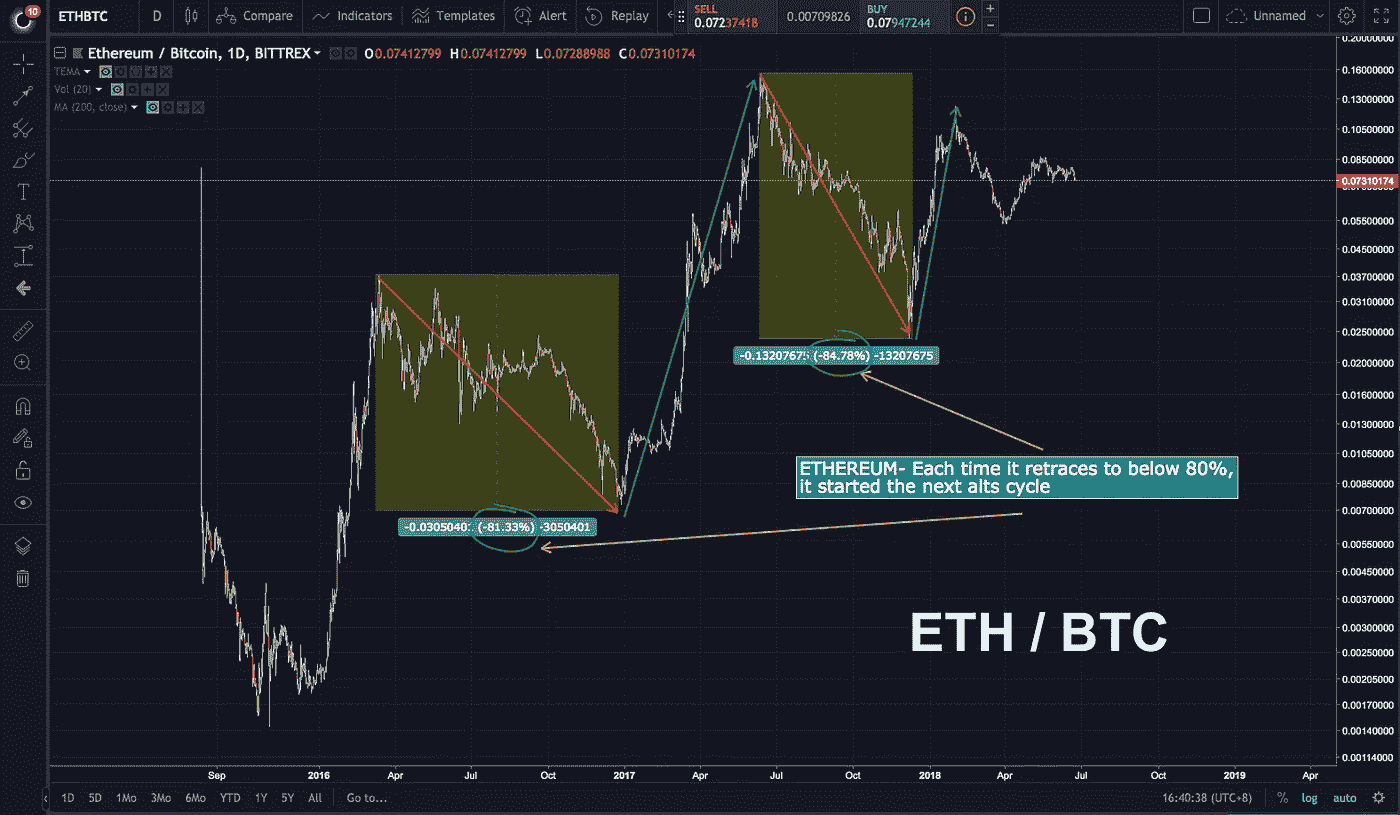 10
ETHBTC D Compare Indicators Templates Alert Replay
SELL
0.07237418
0.00709826
BUY
0.07947244
Unnamed
Ethereum / Bitcoin, 1D, BITTREX O0.07412799 H0.07412799 L0.07288988 C0.07310174
TEMA
Vol (20)
MA (200, close)
0.20000000
0.16000000
0.13000000
0.10500000
0.08500000
0.07310174
0.05500000
0.04500000
0.03700000
0.03100000
0.02500000
0.02000000
0.01600000
0.01300000
0.01050000
0.00850000
0.00700000
0.00550000
0.00450000
0.00370000
0.00300000
0.00250000
0.00205000
0.00170000
0.00140000
0.00114000
(-84.78%) -13207675
ETHEREUM- Each time it retraces to below 80%,
it started the next alts cycle
(-81.33%) -3050401
ETH / BTC
Sep 2016 Apr Jul Oct 2017 Apr Jul Oct 2018 Apr Jul Oct 2019 Apr
1D 5D 1Mo 3Mo 6Mo YTD 1Y 5Y All Go to...
16:40:38 (UTC+8) % log auto